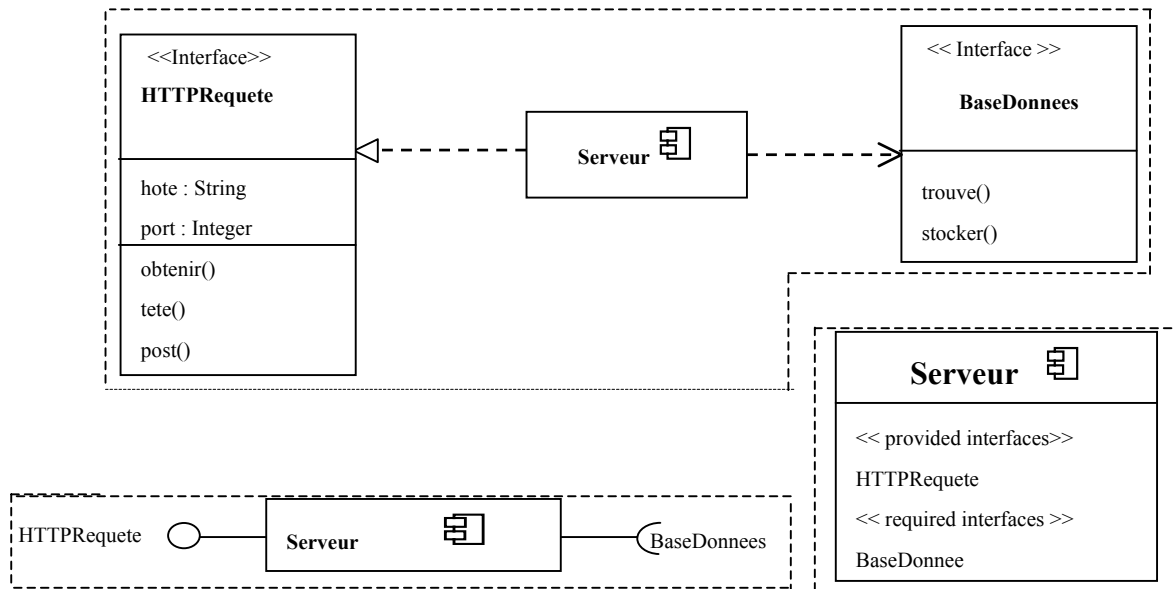 <<Interface>>
HTTPRequete
hote : String
port : Integer
obtenir()
tete()
post()
Serveur
<< Interface >>
BaseDonnees
trouve()
stocker()
Serveur
<< provided interfaces>>
HTTPRequete
<< required interfaces >>
BaseDonnee
HTTPRequete
Serveur
BaseDonnees